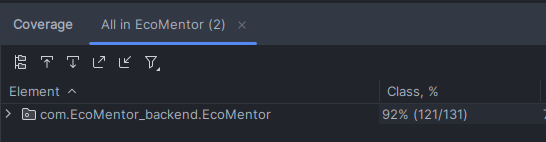 Coverage All in EcoMentor (2)
Element Class, %
com.EcoMentor_backend.EcoMentor 92% (121/131)